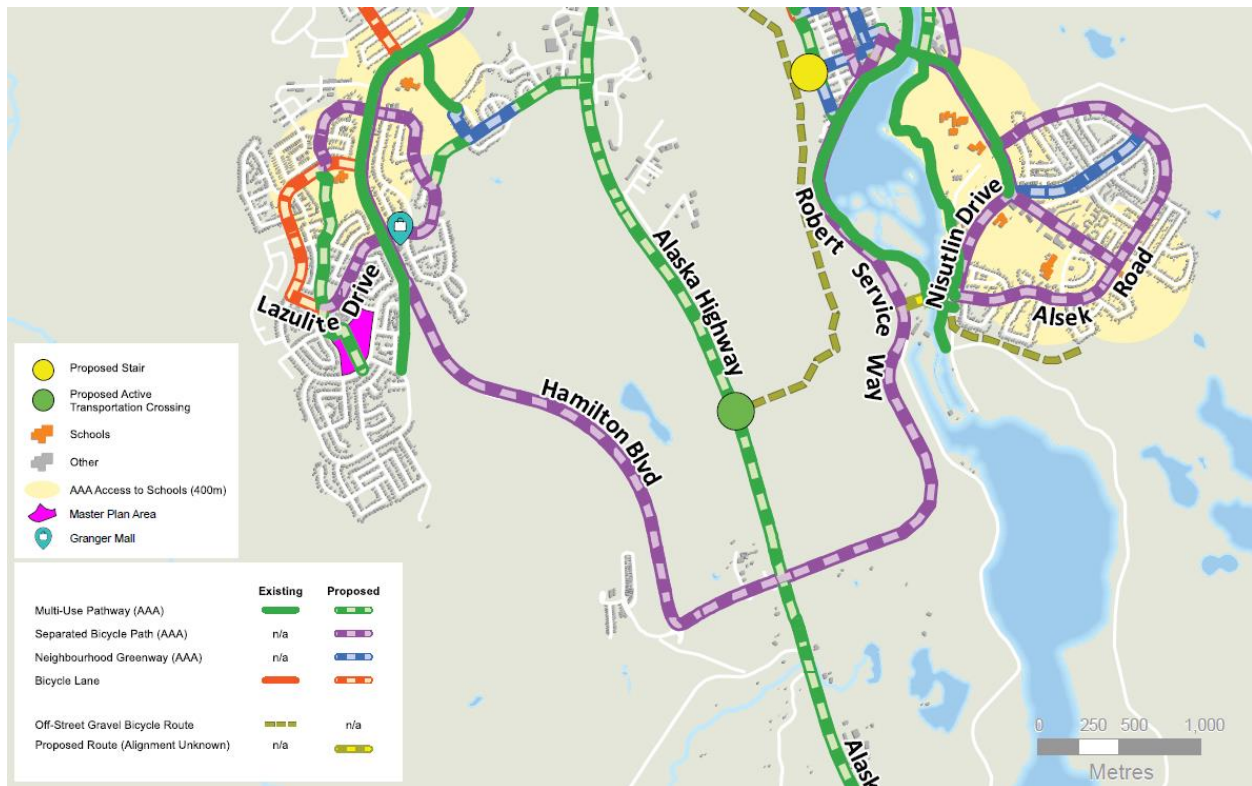 Robert Service Way
Nisutlin Drive
Alsek Road
Alaska Highway
Lazulite Drive
Hamilton Blvd
Alask
Proposed Stair
Proposed Active
Transportation Crossing
Schools
Other
AAA Access to Schools (400m)
Master Plan Area
Granger Mall
Existing Proposed
Multi-Use Pathway (AAA)
Separated Bicycle Path (AAA) n/a
Neighbourhood Greenway (AAA) n/a
Bicycle Lane
Off-Street Gravel Bicycle Route n/a
Proposed Route (Alignment Unknown) n/a
0 250 500 1,000
Metres